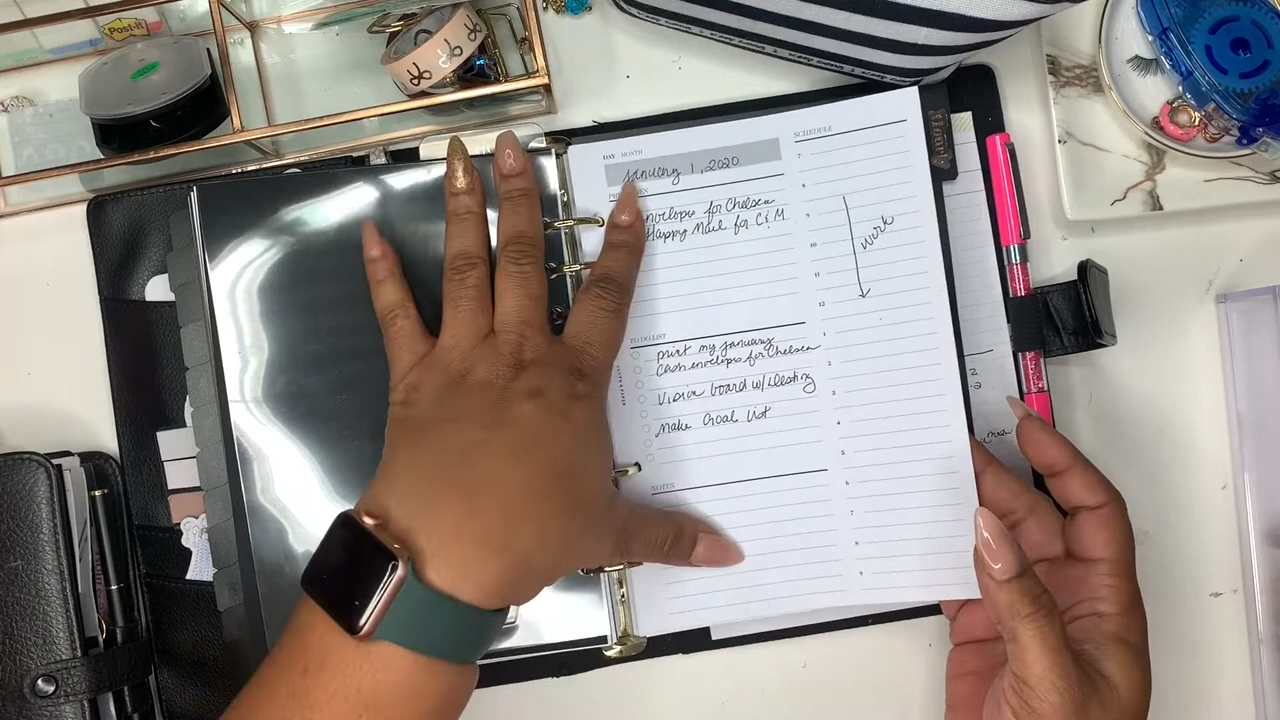 Post-it
DAY MONTH
January 1, 2020
envelopes for Chelsea
Happy Mail for C & M
TO DO LIST
print my january
cash envelopes for Chelsea
Vision board w/
Make Goal List
NOTES
SCHEDULE
7
8
9
10
11
12
1
2
3
4
5
6
7
8
9
work